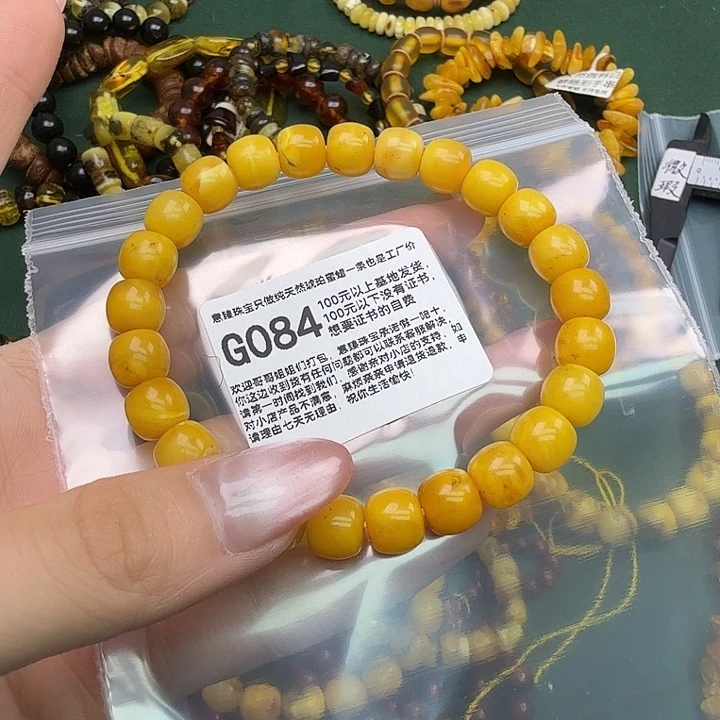 意臻珠宝只做纯天然琥珀蜜蜡一条也是工厂价
G084
100元以上基地发货,
100元以下没有证书,
想要证书的自费
欢迎哥哥姐姐们打包, 意臻珠宝承诺假一赔十,
你这边收到货有任何问题都可以联系客服解决,
请第一时间找到我们, 感谢亲对小店的支持, 如
对小店产品不满意, 麻烦亲亲申请退货退款, 申
请理由七天无理由, 祝你生活愉快!
微瑕